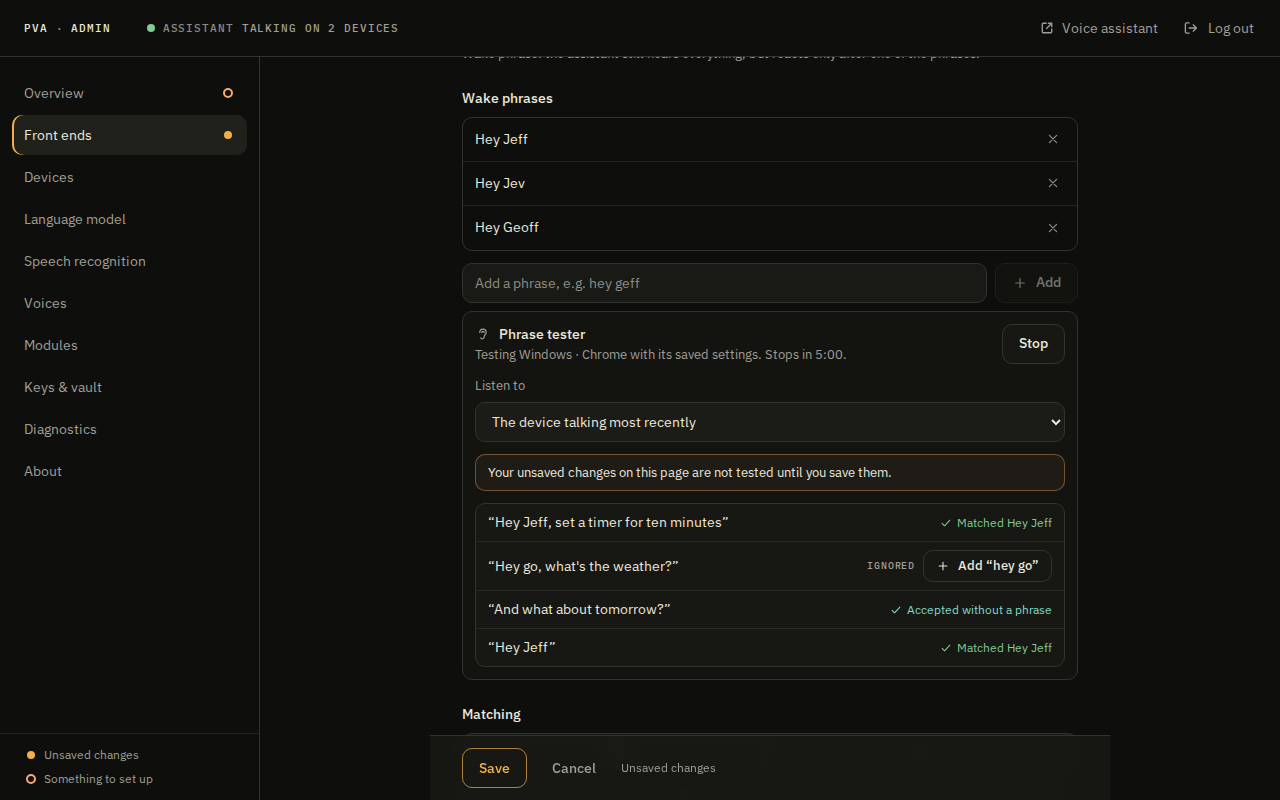 PVA · ADMIN
ASSISTANT TALKING ON 2 DEVICES
Voice assistant
Log out
Overview
Front ends
Devices
Language model
Speech recognition
Voices
Modules
Keys & vault
Diagnostics
About
Unsaved changes
Something to set up
Wake phrases
Hey Jeff
Hey Jev
Hey Geoff
Add a phrase, e.g. hey geff
Add
Phrase tester
Testing Windows · Chrome with its saved settings. Stops in 5:00.
Stop
Listen to
The device talking most recently
Your unsaved changes on this page are not tested until you save them.
“Hey Jeff, set a timer for ten minutes”
Matched Hey Jeff
“Hey go, what's the weather?”
IGNORED
Add “hey go”
“And what about tomorrow?”
Accepted without a phrase
“Hey Jeff”
Matched Hey Jeff
Matching
Save
Cancel
Unsaved changes